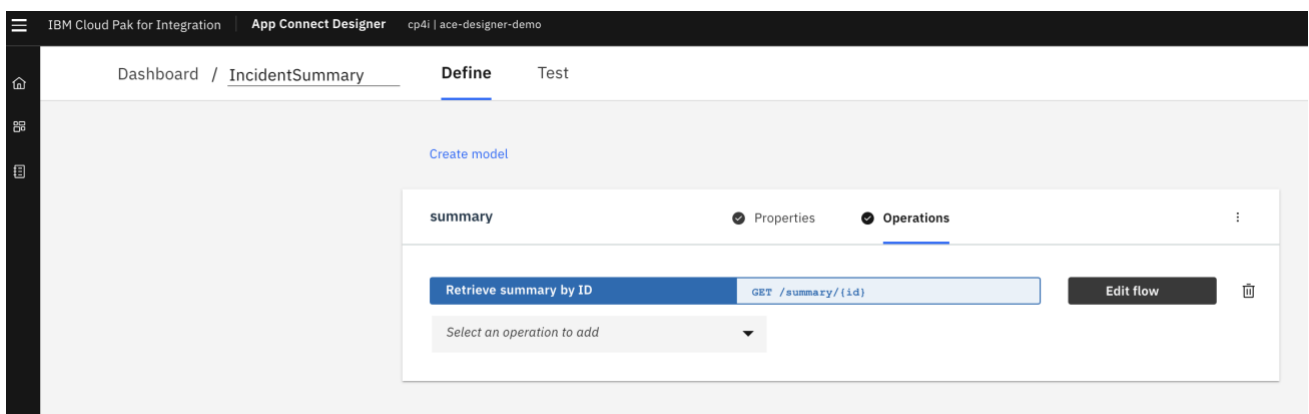 IBM Cloud Pak for Integration App Connect Designer cp4i | ace-designer-demo
Dashboard / IncidentSummary Define Test
Create model
summary Properties Operations
Retrieve summary by ID GET /summary/{id} Edit flow
Select an operation to add